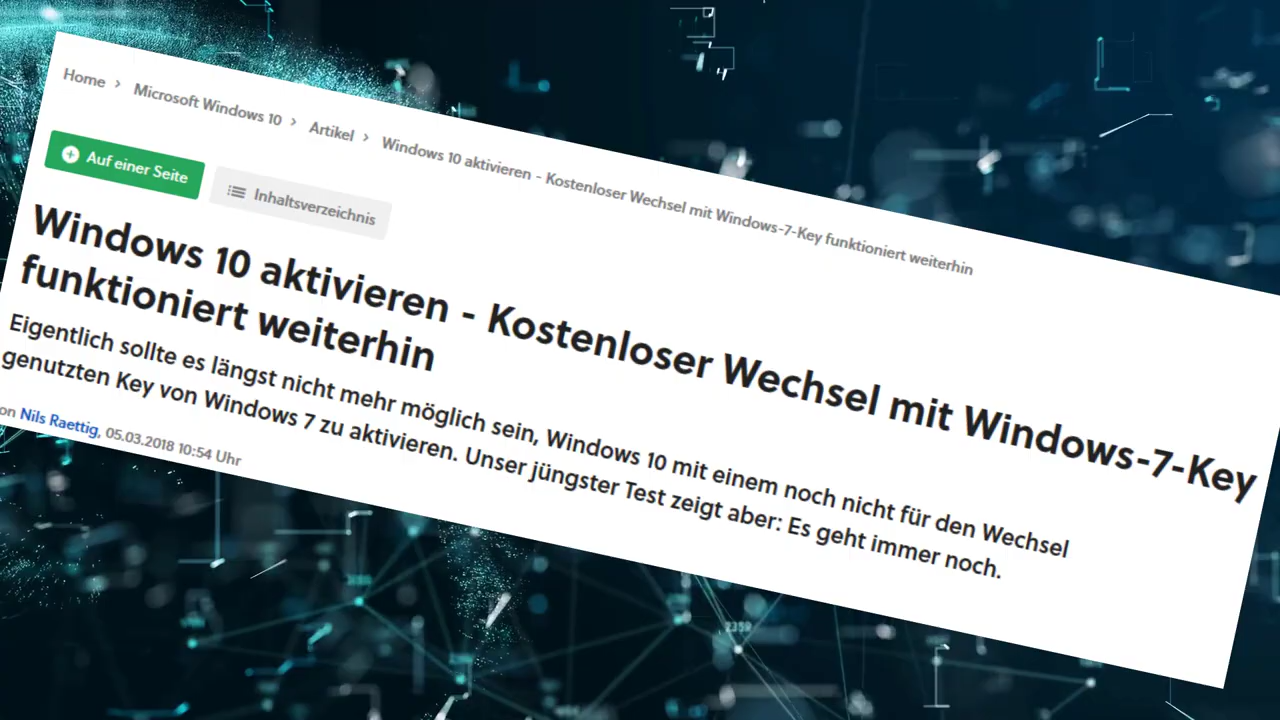 Home > Microsoft Windows 10 > Artikel > Windows 10 aktivieren - Kostenloser Wechsel mit Windows-7-Key funktioniert weiterhin
Auf einer Seite
Inhaltsverzeichnis
Windows 10 aktivieren - Kostenloser Wechsel mit Windows-7-Key
funktioniert weiterhin
Eigentlich sollte es längst nicht mehr möglich sein, Windows 10 mit einem noch nicht für den Wechsel
genutzten Key von Windows 7 zu aktivieren. Unser jüngster Test zeigt aber: Es geht immer noch.
on Nils Raettig, 05.03.2018 10:54 Uhr
2359